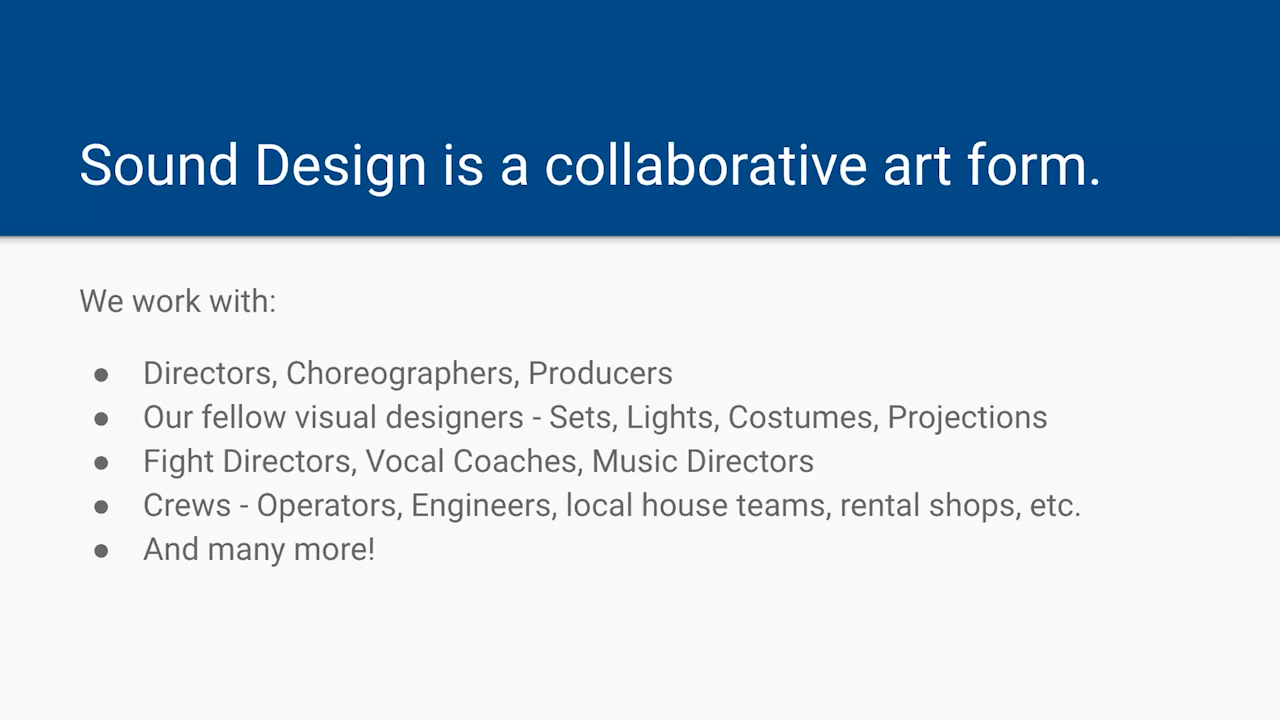 Sound Design is a collaborative art form.
We work with:
● Directors, Choreographers, Producers
● Our fellow visual designers - Sets, Lights, Costumes, Projections
● Fight Directors, Vocal Coaches, Music Directors
● Crews - Operators, Engineers, local house teams, rental shops, etc.
● And many more!